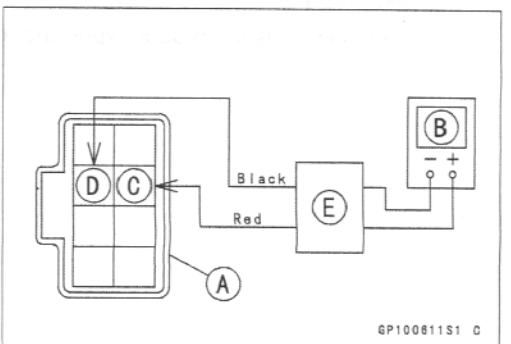 B
- +
D C
Black
E
Red
A
GP100611S1 C